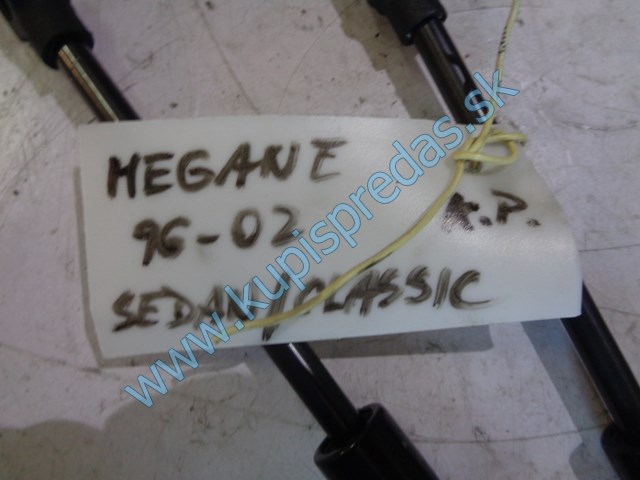 MEGANE
96-02 A.P.
SEDAN/CLASSIC
www.kupispredas.sk